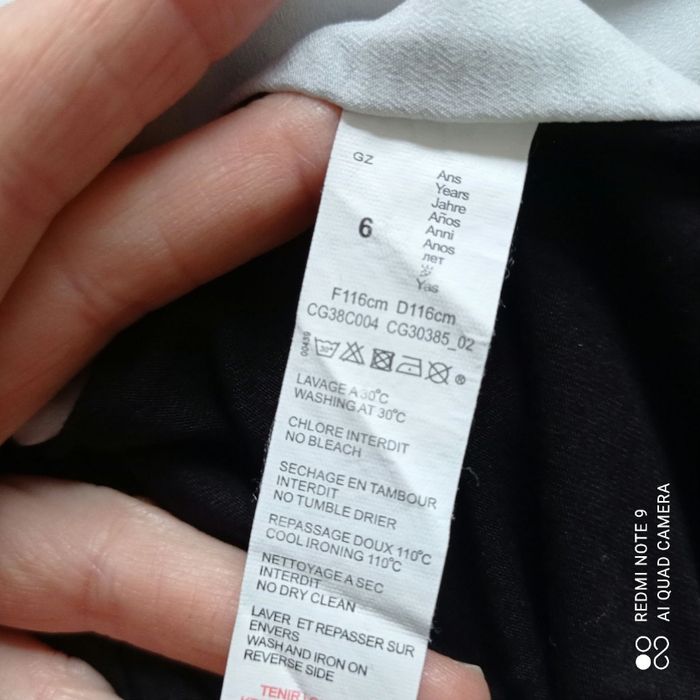 GZ
6
Ans
Years
Jahre
Años
Anni
Anos
лет
Yas
F116cm D116cm
CG38C004 CG30385_02
00439
30°
®
LAVAGE A 30°C
WASHING AT 30°C
CHLORE INTERDIT
NO BLEACH
SECHAGE EN TAMBOUR
INTERDIT
NO TUMBLE DRIER
REPASSAGE DOUX 110°C
COOL IRONING 110°C
NETTOYAGE A SEC
INTERDIT
NO DRY CLEAN
LAVER ET REPASSER SUR
ENVERS
WASH AND IRON ON
REVERSE SIDE
REDMI NOTE 9
AI QUAD CAMERA